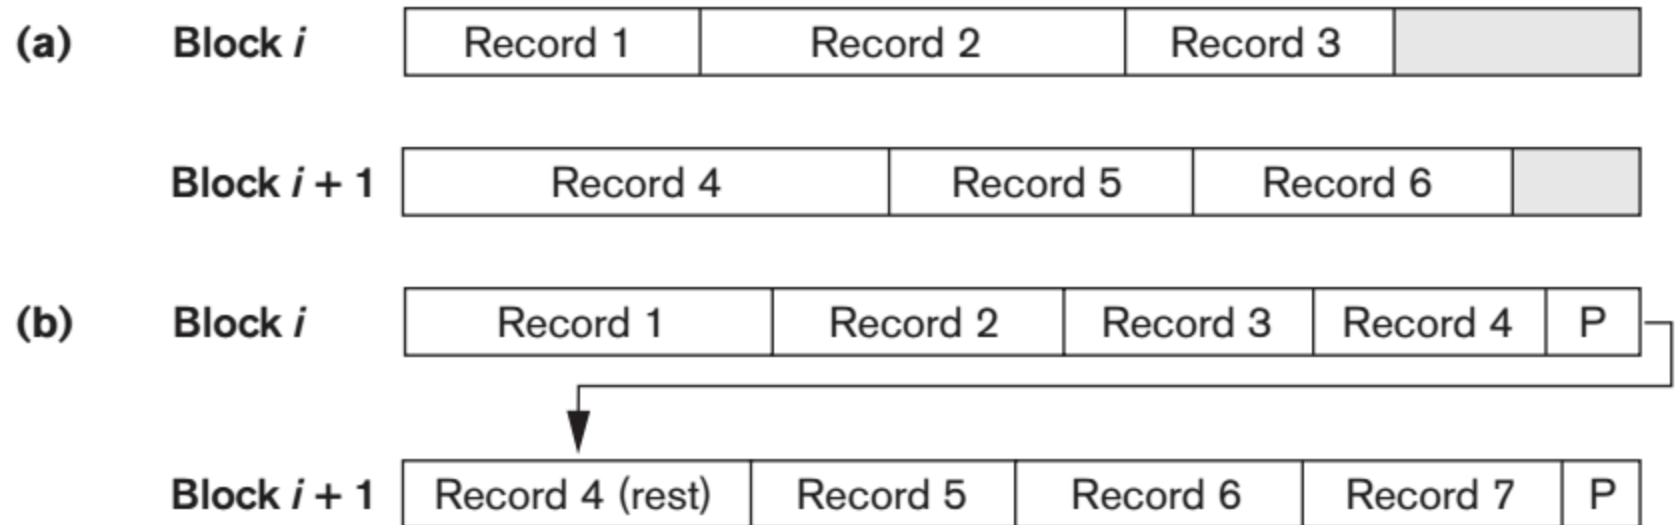 (a) Block i Record 1 Record 2 Record 3
Block i + 1 Record 4 Record 5 Record 6
(b) Block i Record 1 Record 2 Record 3 Record 4 P
Block i + 1 Record 4 (rest) Record 5 Record 6 Record 7 P